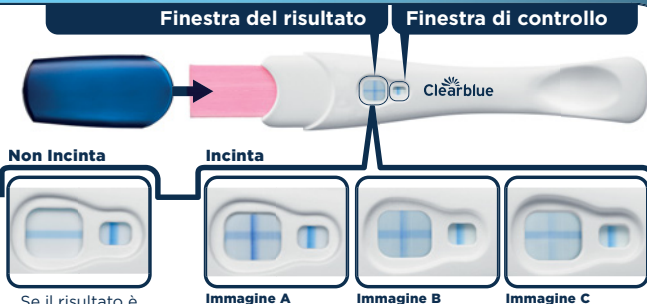 Finestra del risultato
Finestra di controllo
Clearblue
Non Incinta
Incinta
Se il risultato è
Immagine A
Immagine B
Immagine C